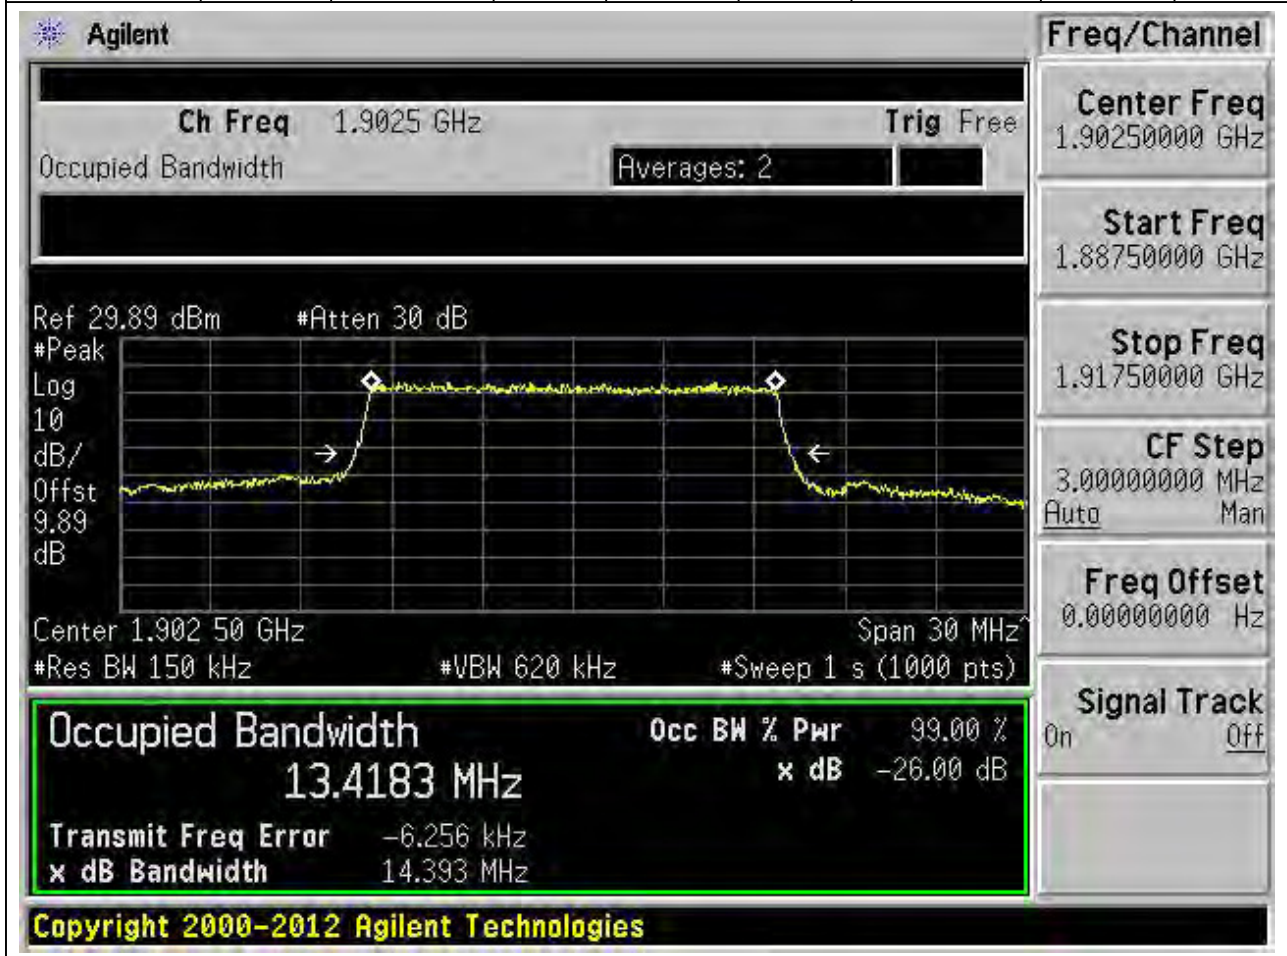 Agilent
Freq/Channel
Ch Freq 1.9025 GHz Trig Free
Occupied Bandwidth Averages: 2
Center Freq
1.90250000 GHz
Start Freq
1.88750000 GHz
Stop Freq
1.91750000 GHz
CF Step
3.00000000 MHz
Auto Man
Freq Offset
0.00000000 Hz
Signal Track
On Off
Ref 29.89 dBm #Atten 30 dB
#Peak
Log
10
dB/
Offst
9.89
dB
Center 1.902 50 GHz Span 30 MHz^
#Res BW 150 kHz #VBW 620 kHz #Sweep 1 s (1000 pts)
Occupied Bandwidth Occ BW % Pwr 99.00 %
13.4183 MHz x dB -26.00 dB
Transmit Freq Error -6.256 kHz
x dB Bandwidth 14.393 MHz
Copyright 2000-2012 Agilent Technologies